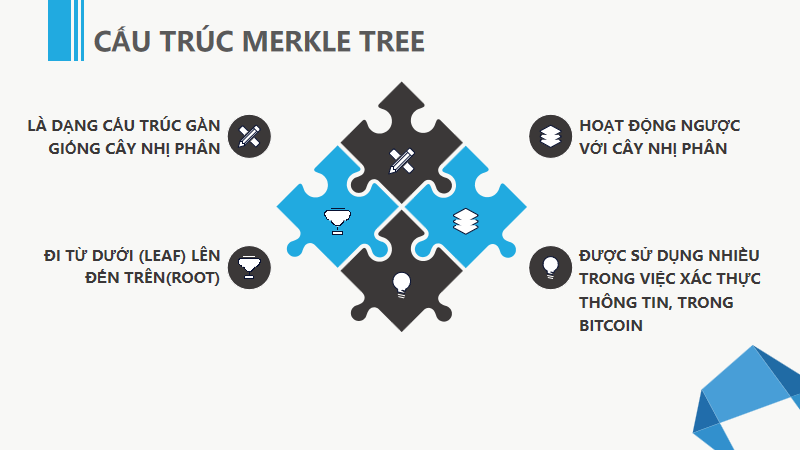 CẤU TRÚC MERKLE TREE
LÀ DẠNG CẤU TRÚC GẦN
GIỐNG CÂY NHỊ PHÂN
HOẠT ĐỘNG NGƯỢC
VỚI CÂY NHỊ PHÂN
ĐI TỪ DƯỚI (LEAF) LÊN
ĐẾN TRÊN(ROOT)
ĐƯỢC SỬ DỤNG NHIỀU
TRONG VIỆC XÁC THỰC
THÔNG TIN, TRONG
BITCOIN